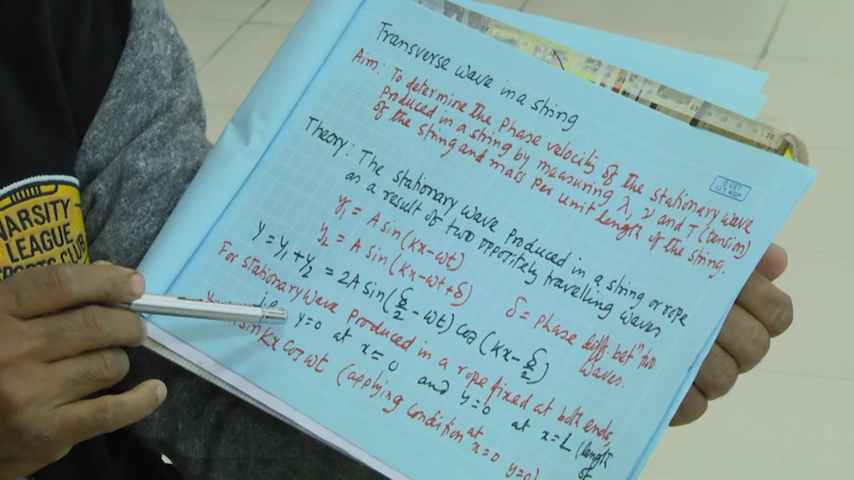 Transverse wave in a string
Aim: To determine the phase velocity of the stationary wave
produced in a string by measuring λ, ν and T (tension)
of the string and mass per unit length of the string.
CET
I.I.T. KGP
Theory: The stationary wave produced in a string or rope
as a result of two oppositely travelling waves
y₁ = A sin(kx-ωt)
y₂ = A sin(kx-ωt+δ)
δ = phase diff betⁿ two
waves.
y = y₁+y₂ = 2A sin(δ/2 - ωt) cos(kx-δ/2)
For stationary wave produced in a rope fixed at both ends
y=0 at x=0 and y=0 at x=L (length
of
sin kx cos ωt (applying condition at
x=0 y=0)
ARSITY
LEAGUE
SPORTS CLUB